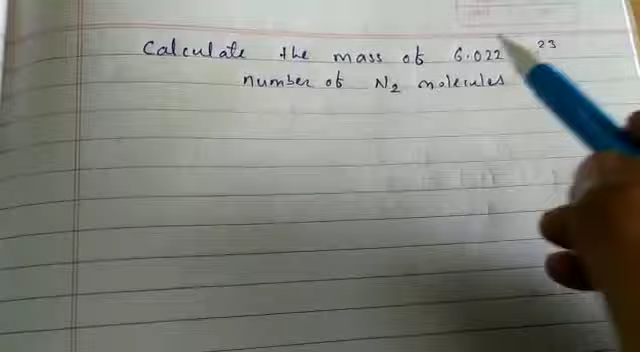 Calculate the mass of 6.022 23
number of N₂ molecules